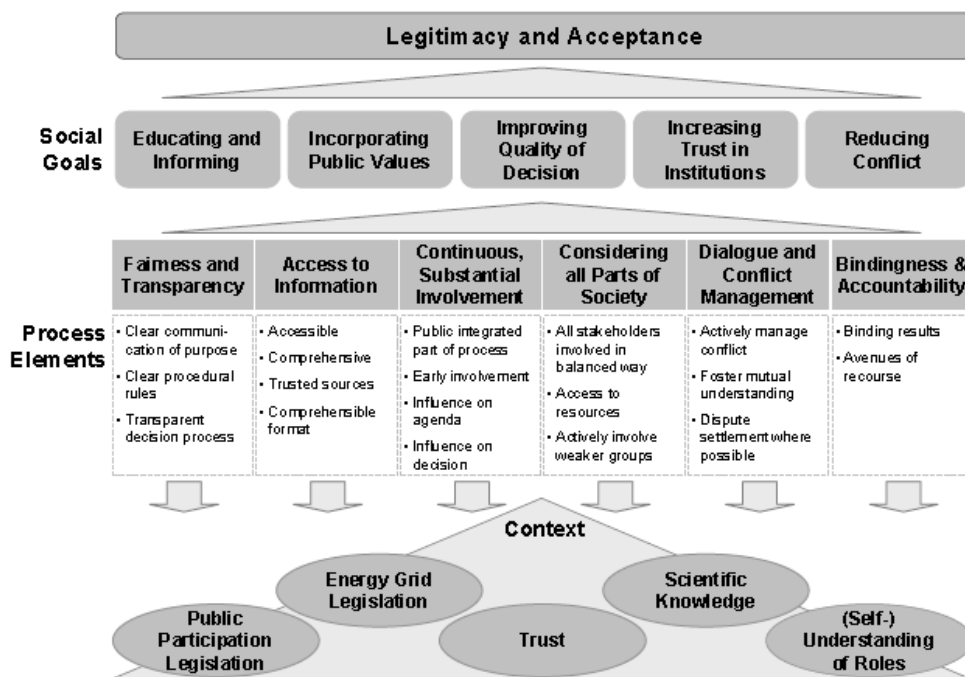 Legitimacy and Acceptance
Social
Goals
Educating and
Informing
Incorporating
Public Values
Improving
Quality of
Decision
Increasing
Trust in
Institutions
Reducing
Conflict
Process
Elements
Fairness and
Transparency
• Clear communi-
cation of purpose
• Clear procedural
rules
• Transparent
decision process
Access to
Information
• Accessible
• Comprehensive
• Trusted sources
• Comprehensible
format
Continuous,
Substantial
Involvement
• Public integrated
part of process
• Early involvement
• Influence on
agenda
• Influence on
decision
Considering
all Parts of
Society
• All stakeholders
involved in
balanced way
• Access to
resources
• Actively involve
weaker groups
Dialogue and
Conflict
Management
• Actively manage
conflict
• Foster mutual
understanding
• Dispute
settlement where
possible
Bindingness &
Accountability
• Binding results
• Avenues of
recourse
Context
Energy Grid
Legislation
Scientific
Knowledge
Public
Participation
Legislation
Trust
(Self-)
Understanding
of Roles